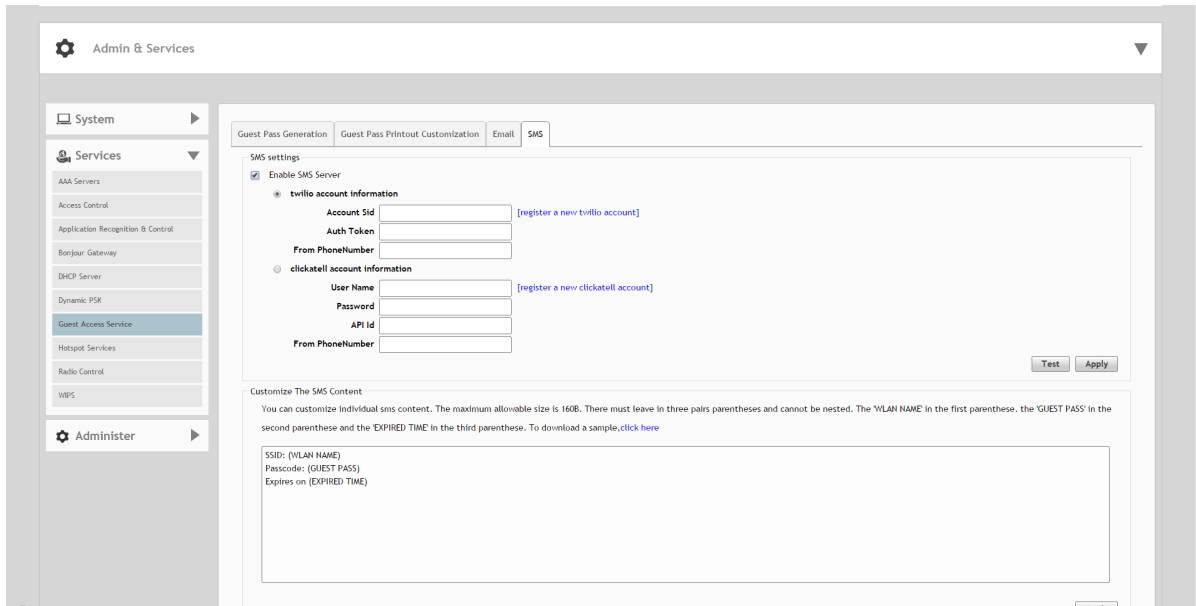 Admin & Services
System
Services
AAA Servers
Access Control
Application Recognition & Control
Bonjour Gateway
DHCP Server
Dynamic PSK
Guest Access Service
Hotspot Services
Radio Control
WIPS
Administer
Guest Pass Generation Guest Pass Printout Customization Email SMS
SMS settings
Enable SMS Server
twilio account information
Account Sid [register a new twilio account]
Auth Token
From PhoneNumber
clickatell account information
User Name [register a new clickatell account]
Password
API Id
From PhoneNumber
Test Apply
Customize The SMS Content
You can customize individual sms content. The maximum allowable size is 160B. There must leave in three pairs parentheses and cannot be nested. The 'WLAN NAME' in the first parenthese. the 'GUEST PASS' in the
second parenthese and the 'EXPIRED TIME' in the third parenthese. To download a sample,click here
SSID: (WLAN NAME)
Passcode: (GUEST PASS)
Expires on (EXPIRED TIME)